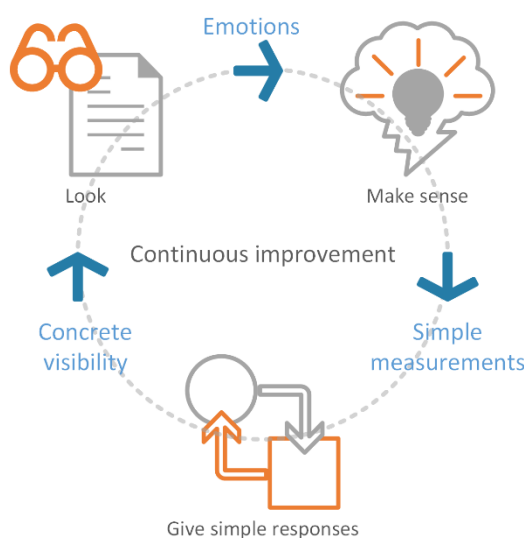 Emotions
Look
Make sense
Continuous improvement
Concrete
visibility
Simple
measurements
Give simple responses